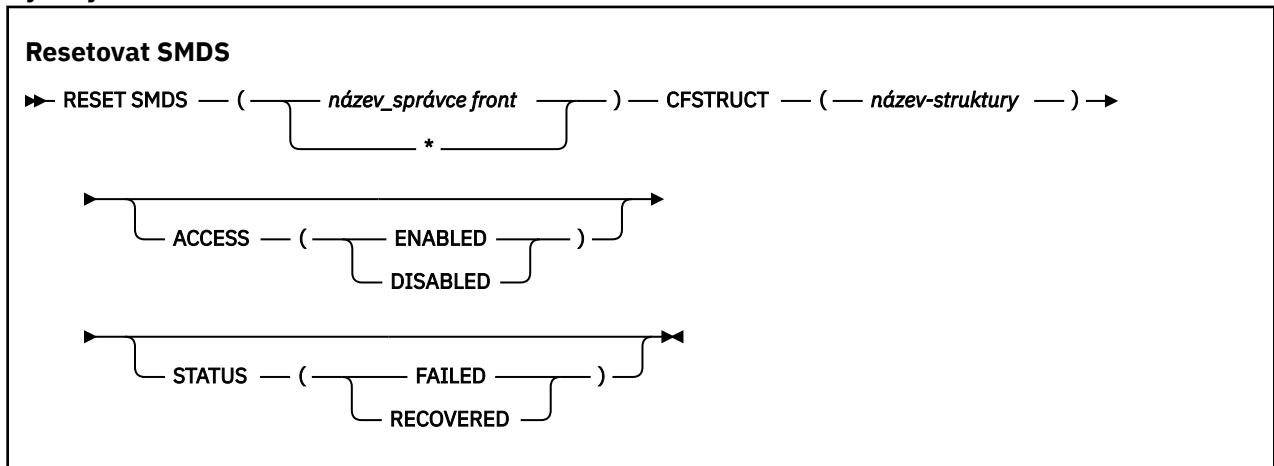 Resetovat SMDS
RESET SMDS ( název_správce front ) CFSTRUCT ( název-struktury )
*
ACCESS ( ENABLED )
DISABLED
STATUS ( FAILED )
RECOVERED